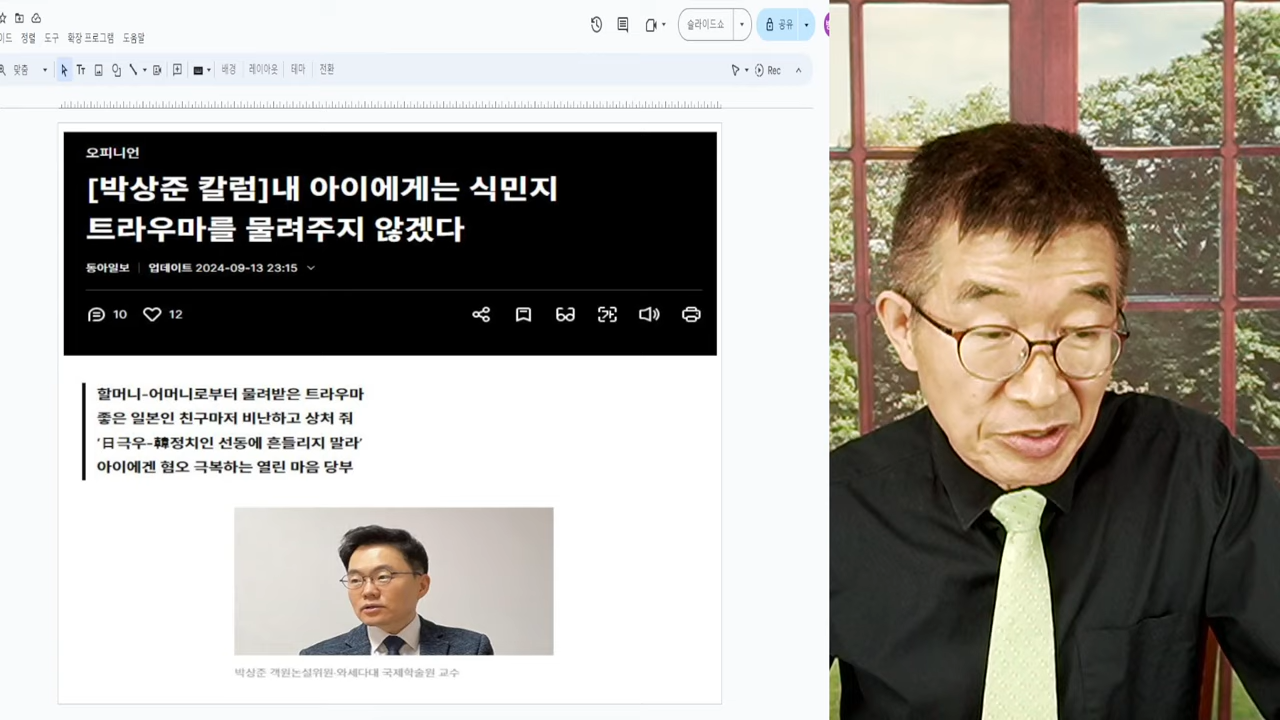 이드 정렬 도구 확장 프로그램 도움말
슬라이드쇼
공유
맞춤
배경 레이아웃 테마 전환
Rec
오피니언
[박상준 칼럼]내 아이에게는 식민지
트라우마를 물려주지 않겠다
동아일보 업데이트 2024-09-13 23:15
10 12
할머니-어머니로부터 물려받은 트라우마
좋은 일본인 친구마저 비난하고 상처 줘
‘日극우-韓정치인 선동에 흔들리지 말라’
아이에겐 혐오 극복하는 열린 마음 당부
박상준 객원논설위원·와세다대 국제학술원 교수